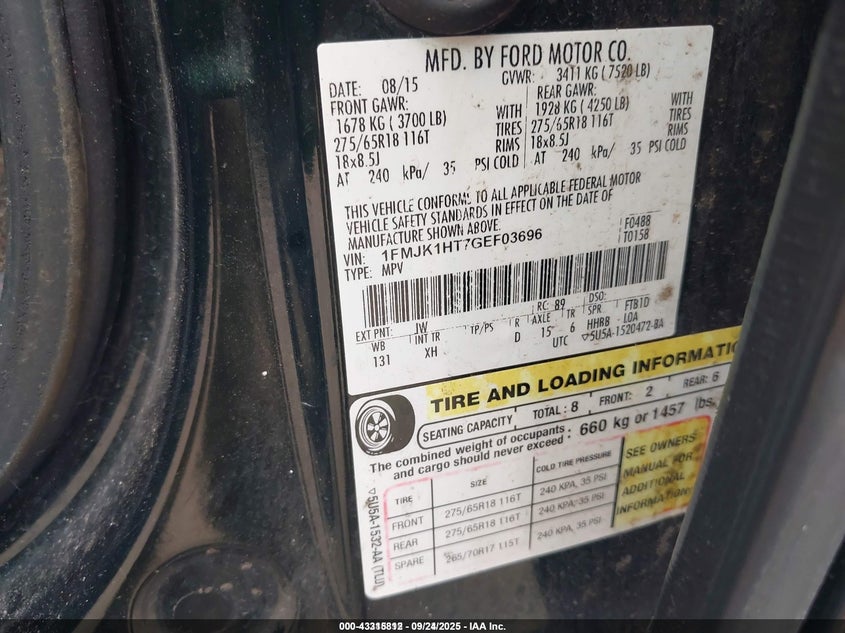 MFD. BY FORD MOTOR CO.
DATE: 08/15 GVWR: 3411 KG ( 7520 LB)
FRONT GAWR: REAR GAWR:
1678 KG ( 3700 LB) WITH 1928 KG ( 4250 LB) WITH
275/65R18 116T TIRES 275/65R18 116T TIRES
18x8.5J RIMS 18x8.5J RIMS
AT 240 kPa/ 35 PSI COLD AT 240 kPa/ 35 PSI COLD
THIS VEHICLE CONFORMS TO ALL APPLICABLE FEDERAL MOTOR
VEHICLE SAFETY STANDARDS IN EFFECT ON THE DATE OF
MANUFACTURE SHOWN ABOVE.
VIN: 1FMJK1HT7GEF03696 F0488
TYPE: MPV T0158
EXT PNT: JW RC: 89 DSO:
WB INT TR TP/PS R AXLE TR SPR FTB1D
131 XH D 15 6 HHBB LOA
UTC ▽5U5A-1520472-BA
TIRE AND LOADING INFORMATIO
SEATING CAPACITY TOTAL: 8 FRONT: 2 REAR: 6
The combined weight of occupants and cargo should never exceed: 660 kg or 1457 lbs.
TIRE SIZE COLD TIRE PRESSURE
FRONT 275/65R18 116T 240 KPA, 35 PSI
REAR 275/65R18 116T 240 KPA, 35 PSI
SPARE 265/70R17 115T 240 KPA, 35 PSI
SEE OWNERS
MANUAL FOR
ADDITIONAL
INFORMATION
▽5U5A-1532-AA (TLU)
000-43315812 - 09/24/2025 - IAA Inc.